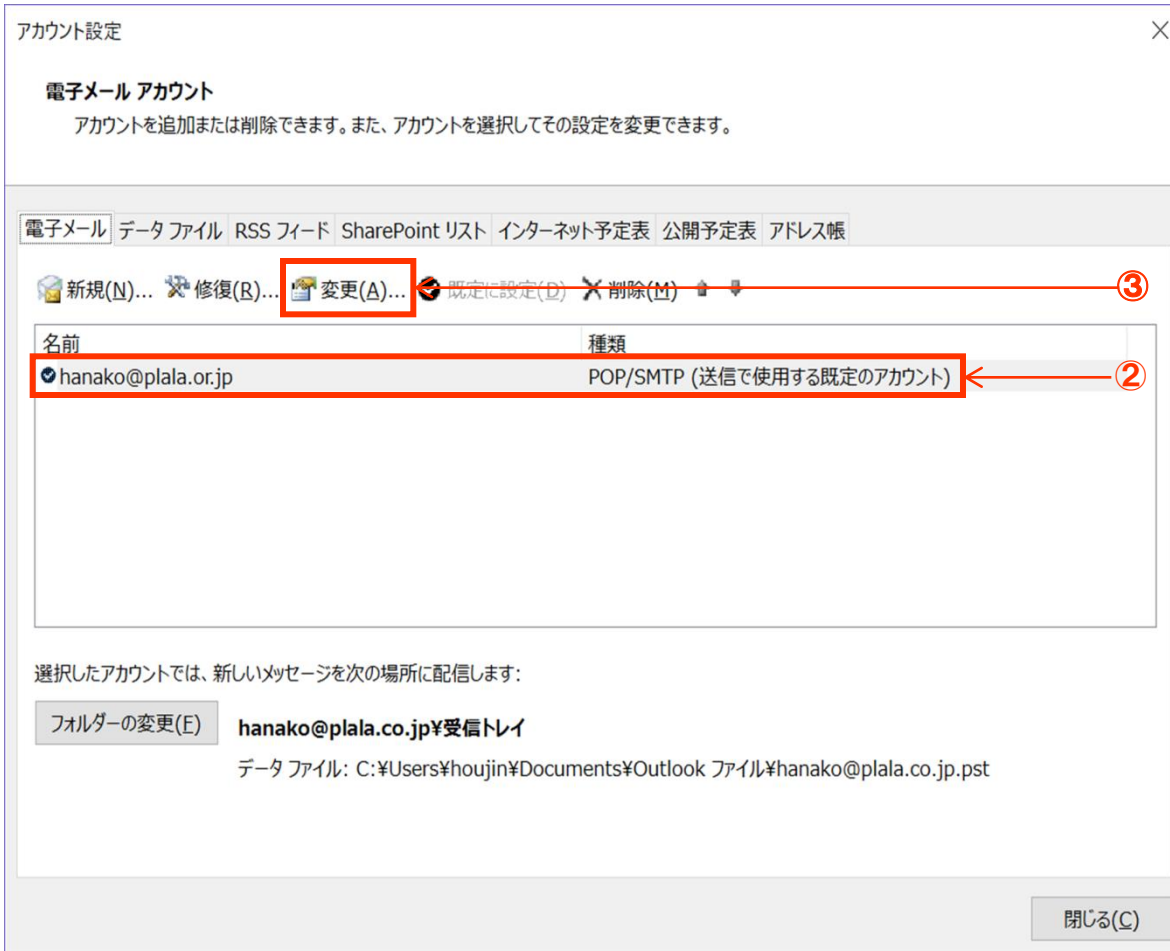 アカウント設定
電子メール アカウント
アカウントを追加または削除できます。また、アカウントを選択してその設定を変更できます。
電子メール データ ファイル RSS フィード SharePoint リスト インターネット予定表 公開予定表 アドレス帳
新規(N)... 修復(R)... 変更(A)... 既定に設定(D) 削除(M) ③
名前 種類
hanako@plala.or.jp POP/SMTP (送信で使用する既定のアカウント) ②
選択したアカウントでは、新しいメッセージを次の場所に配信します:
フォルダーの変更(F) hanako@plala.co.jp¥受信トレイ
データ ファイル: C:¥Users¥houjin¥Documents¥Outlook ファイル¥hanako@plala.co.jp.pst
閉じる(C)